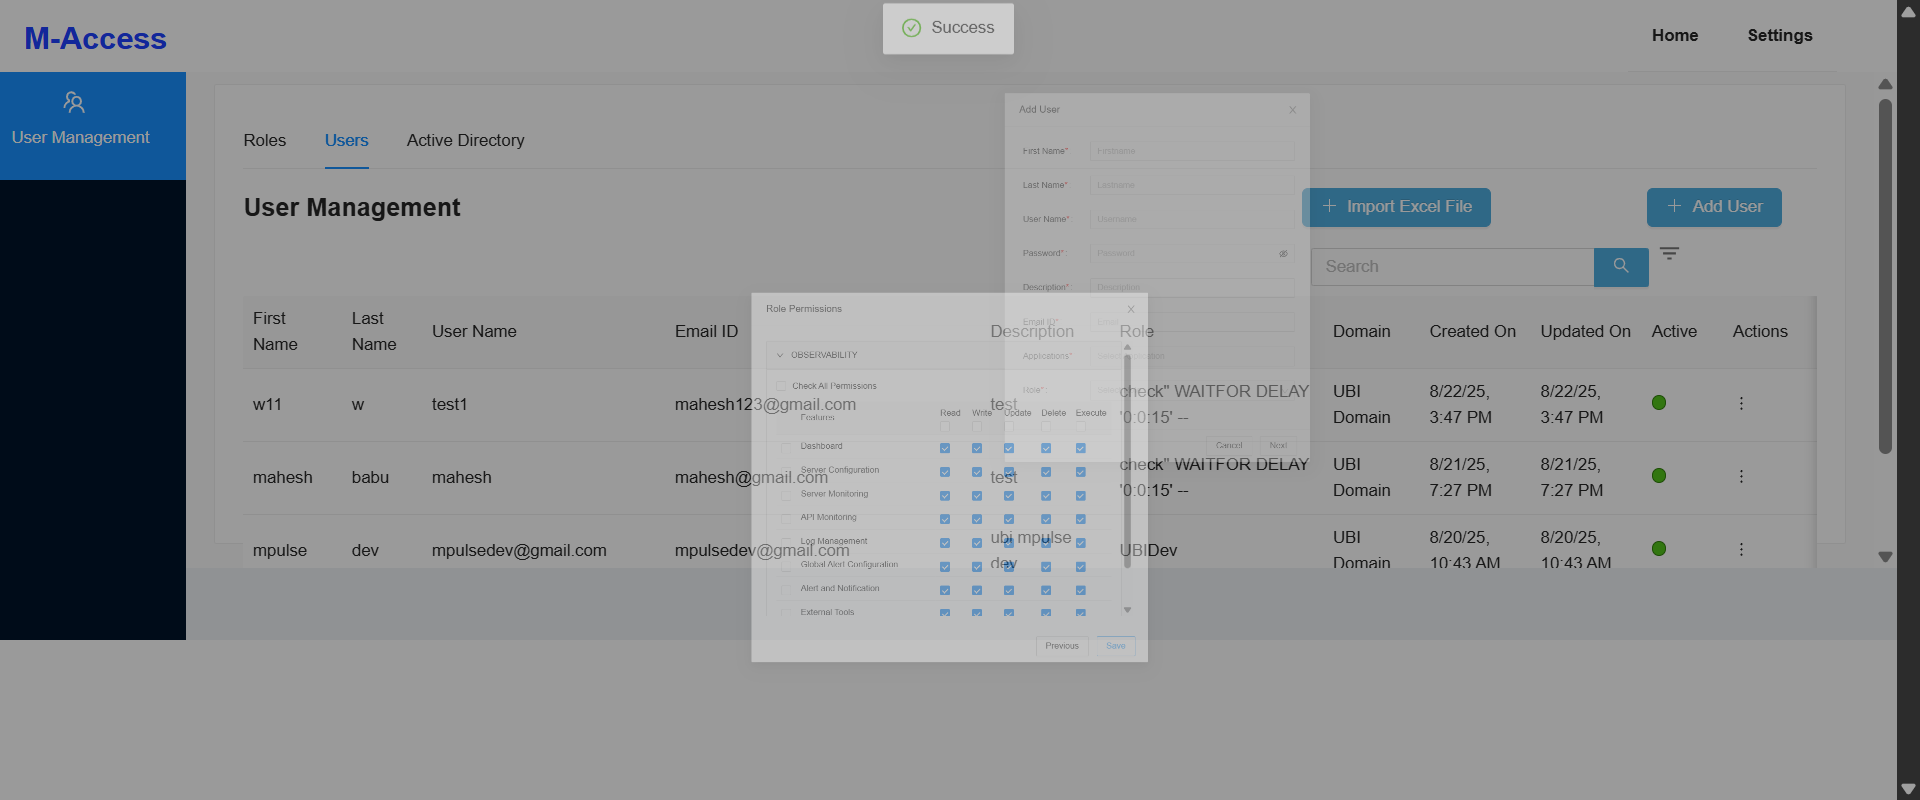 Success
M-Access
Home
Settings
User Management
Roles
Users
Active Directory
User Management
Import Excel File
Add User
Search
First Name
Last Name
User Name
Email ID
Description
Role
Domain
Created On
Updated On
Active
Actions
w11
w
test1
mahesh123@gmail.com
test
check" WAITFOR DELAY '0:0:15' --
UBI Domain
8/22/25, 3:47 PM
8/22/25, 3:47 PM
mahesh
babu
mahesh
mahesh@gmail.com
test
check" WAITFOR DELAY '0:0:15' --
UBI Domain
8/21/25, 7:27 PM
8/21/25, 7:27 PM
mpulse
dev
mpulsedev@gmail.com
mpulsedev@gmail.com
ubi mpulse dev
UBIDev
UBI Domain
8/20/25, 10:43 AM
8/20/25, 10:43 AM
Add User
First Name*
Firstname
Last Name*
Lastname
User Name*
Username
Password* :
Password
Description*
Description
Email ID*
Email
Applications*
Role* :
Cancel
Next
Role Permissions
OBSERVABILITY
Check All Permissions
Features
Read
Write
Update
Delete
Execute
Dashboard
Server Configuration
Server Monitoring
API Monitoring
Log Management
Global Alert Configuration
Alert and Notification
External Tools
Previous
Save